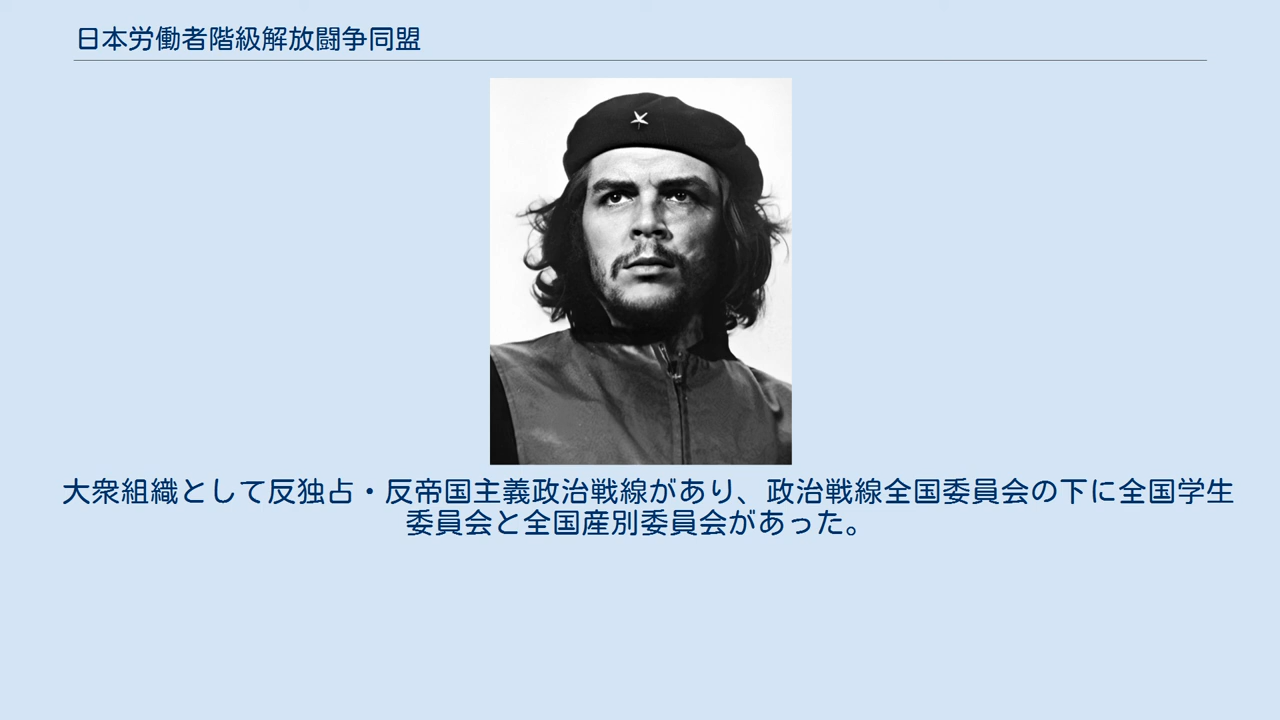 日本労働者階級解放闘争同盟
大衆組織として反独占・反帝国主義政治戦線があり、政治戦線全国委員会の下に全国学生
委員会と全国産別委員会があった。